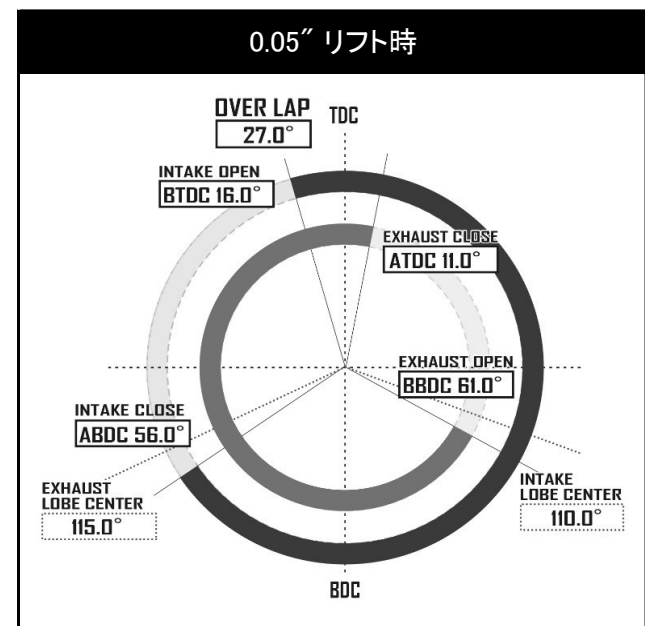 0.05″ リフト時
OVER LAP
27.0°
TDC
INTAKE OPEN
BTDC 16.0°
EXHAUST CLOSE
ATDC 11.0°
EXHAUST OPEN
BBDC 61.0°
INTAKE CLOSE
ABDC 56.0°
EXHAUST
LOBE CENTER
115.0°
INTAKE
LOBE CENTER
110.0°
BDC